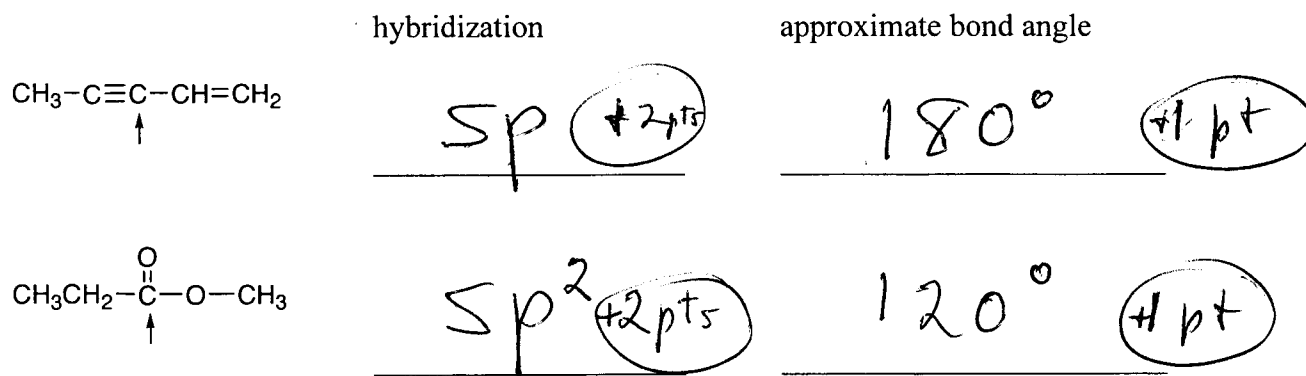 hybridization approximate bond angle
CH₃-C≡C-CH=CH₂ sp +2pts 180° +1 pt
O
CH₃CH₂-C-O-CH₃ sp² +2pts 120° +1 pt